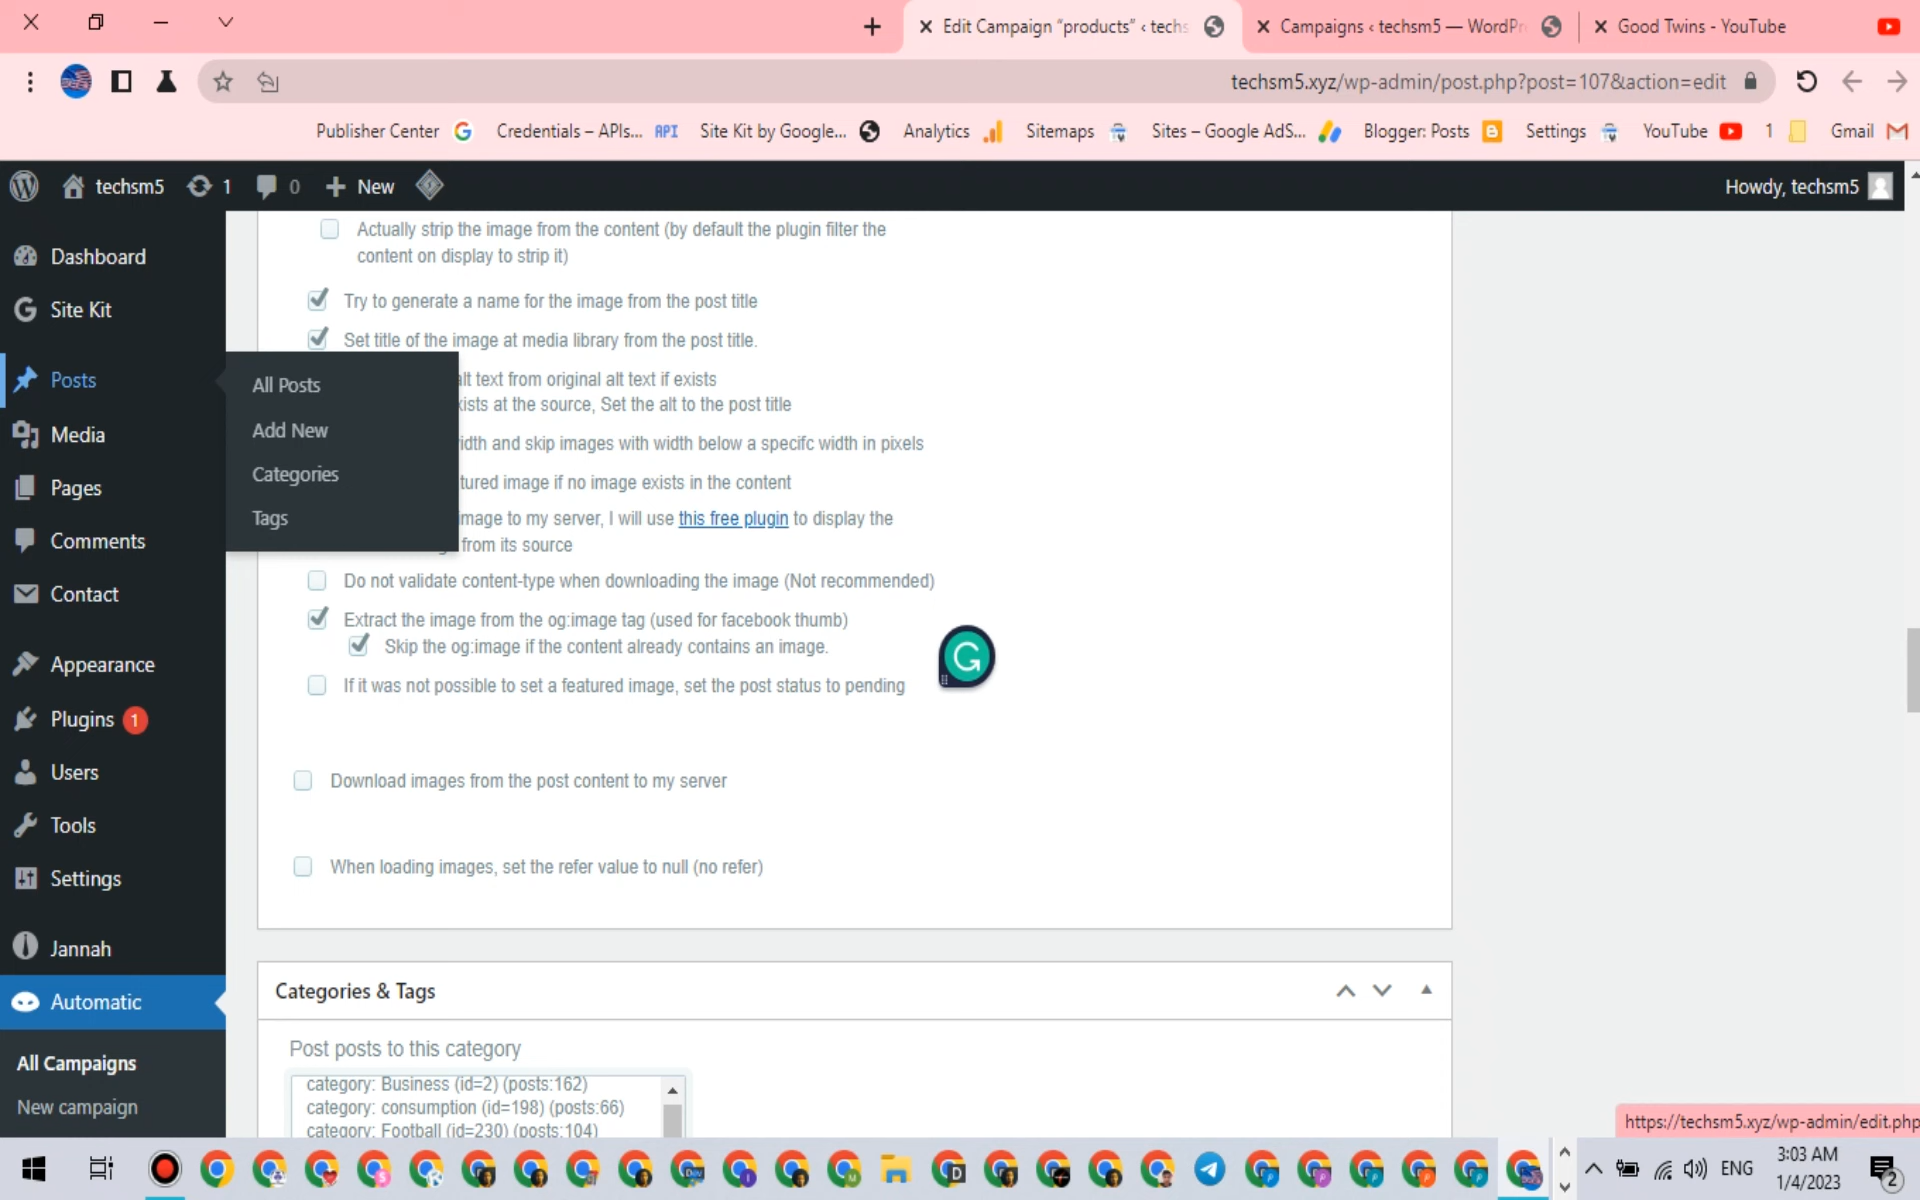 Edit Campaign “products” ‹ techs
Campaigns ‹ techsm5 — WordPr
Good Twins - YouTube
techsm5.xyz/wp-admin/post.php?post=107&action=edit
Publisher Center
Credentials – APIs...
API
Site Kit by Google...
Analytics
Sitemaps
Sites – Google AdS...
Blogger: Posts
Settings
YouTube
1
Gmail
techsm5
1
0
New
Howdy, techsm5
Dashboard
Site Kit
Posts
Media
Pages
Comments
Contact
Appearance
Plugins 1
Users
Tools
Settings
Jannah
Automatic
All Campaigns
New campaign
All Posts
Add New
Categories
Tags
Actually strip the image from the content (by default the plugin filter the
content on display to strip it)
Try to generate a name for the image from the post title
Set title of the image at media library from the post title.
alt text from original alt text if exists
xists at the source, Set the alt to the post title
idth and skip images with width below a specifc width in pixels
tured image if no image exists in the content
image to my server, I will use this free plugin to display the
from its source
Do not validate content-type when downloading the image (Not recommended)
Extract the image from the og:image tag (used for facebook thumb)
Skip the og:image if the content already contains an image.
If it was not possible to set a featured image, set the post status to pending
Download images from the post content to my server
When loading images, set the refer value to null (no refer)
Categories & Tags
Post posts to this category
category: Business (id=2) (posts:162)
category: consumption (id=198) (posts:66)
category: Football (id=230) (posts:104)
https://techsm5.xyz/wp-admin/edit.php
ENG
3:03 AM
1/4/2023
2